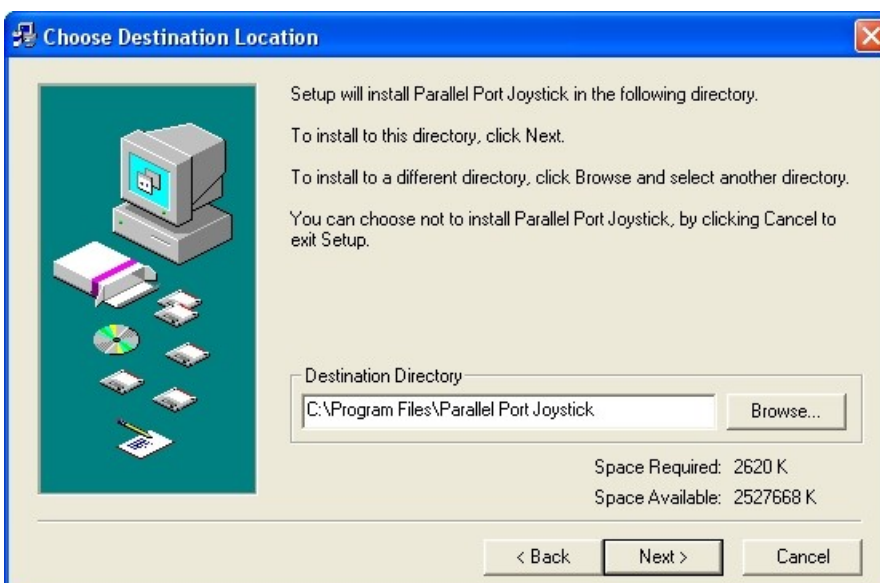 Choose Destination Location
Setup will install Parallel Port Joystick in the following directory.
To install to this directory, click Next.
To install to a different directory, click Browse and select another directory.
You can choose not to install Parallel Port Joystick, by clicking Cancel to
exit Setup.
Destination Directory
C:\Program Files\Parallel Port Joystick
Browse...
Space Required: 2620 K
Space Available: 2527668 K
< Back
Next >
Cancel